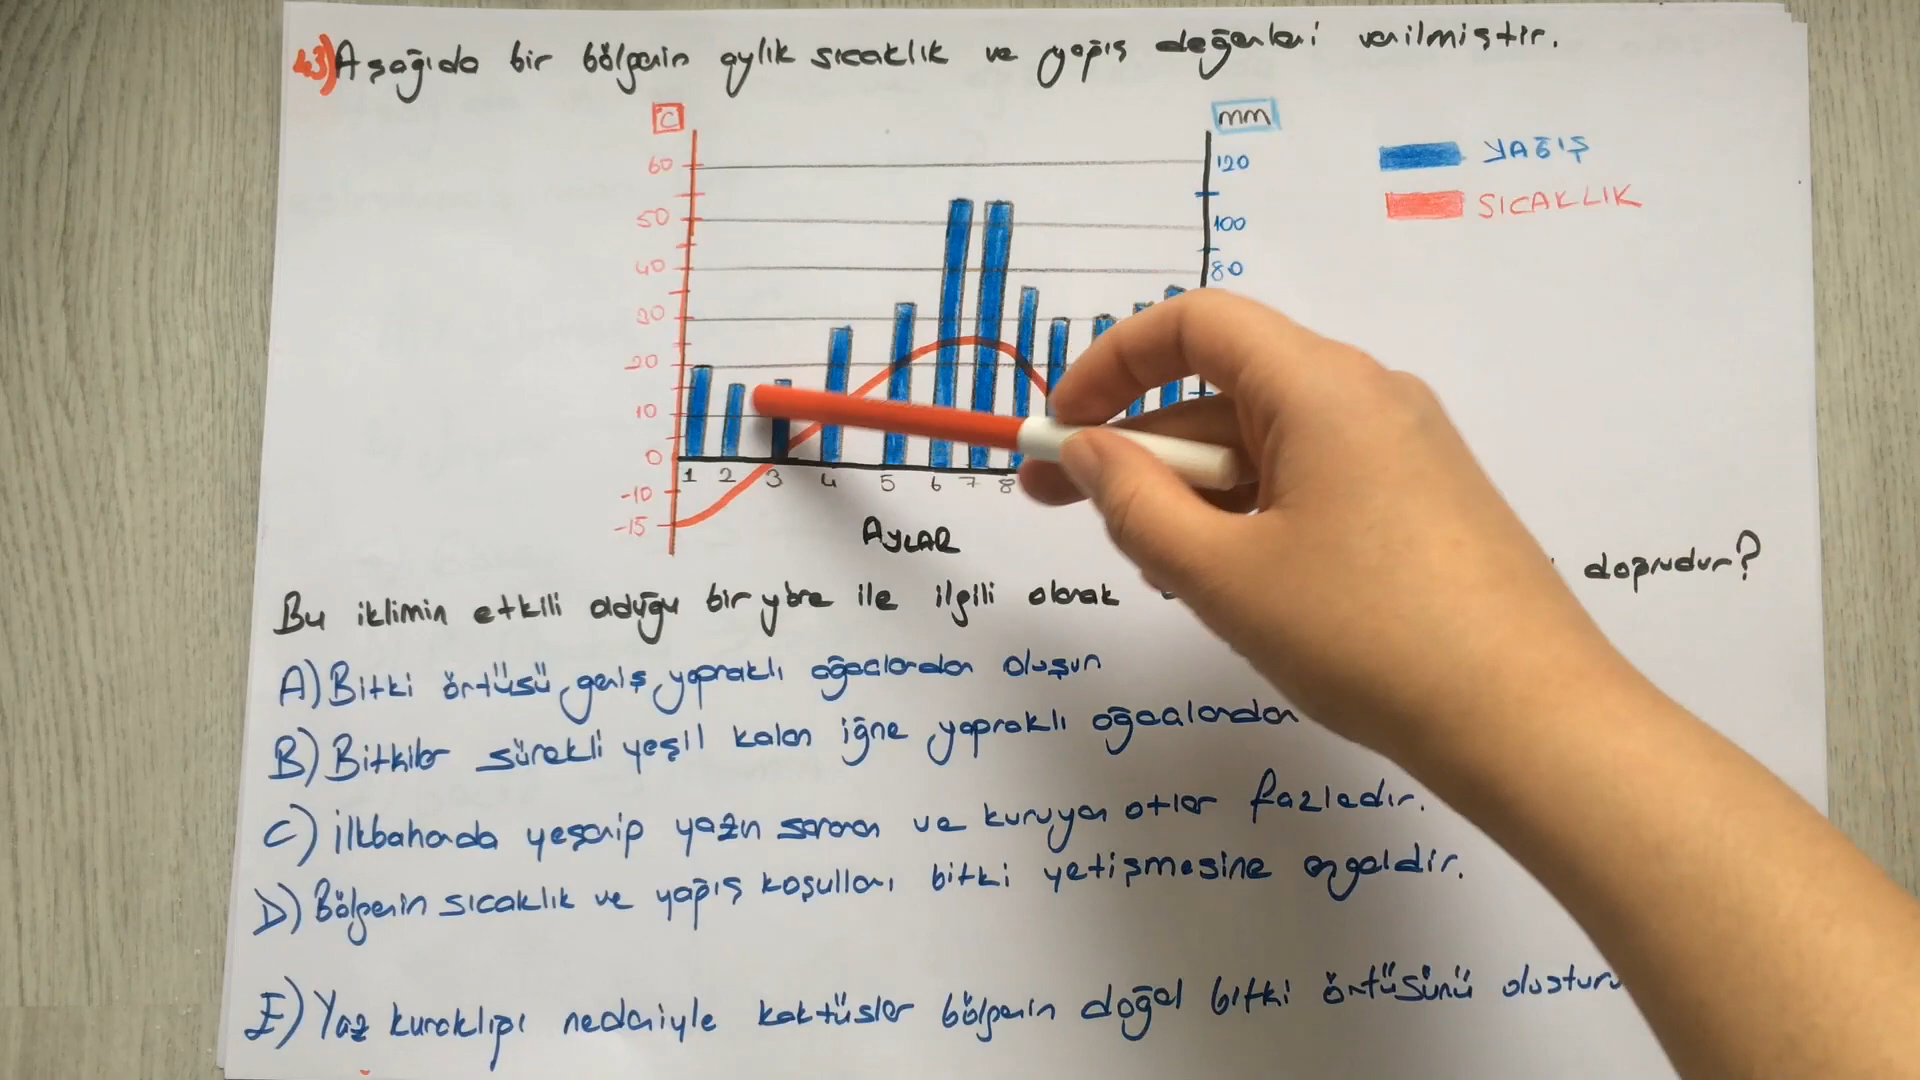 43) Aşağıda bir bölgenin aylık sıcaklık ve yağış değerleri verilmiştir.
C
mm
60
50
40
30
20
10
0
-10
-15
120
100
80
YAĞIŞ
SICAKLIK
1 2 3 4 5 6 7 8
AYLAR
Bu iklimin etkili olduğu bir yöre ile ilgili olarak doğrudur?
A) Bitki örtüsü geniş yapraklı ağaçlardan oluşur
B) Bitkiler sürekli yeşil kalan iğne yapraklı ağaçlardan
C) İlkbaharda yeşerip yazın sararan ve kuruyan otlar fazladır.
D) Bölgenin sıcaklık ve yağış koşulları bitki yetişmesine engeldir.
E) Yaz kuraklığı nedeniyle kaktüsler bölgenin doğal bitki örtüsünü